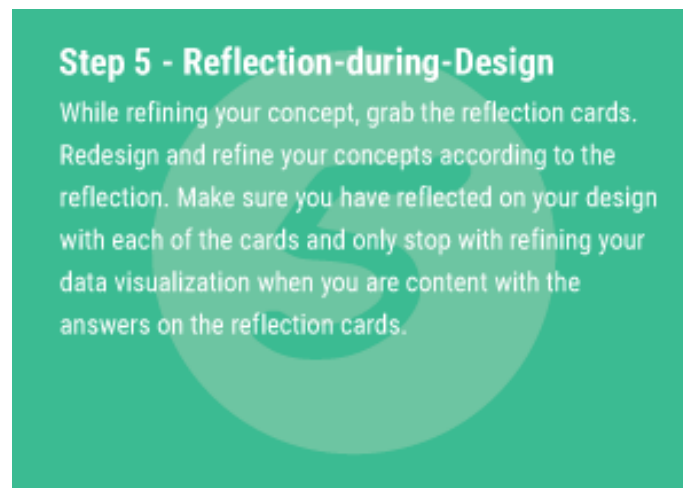 Step 5 - Reflection-during-Design
While refining your concept, grab the reflection cards.
Redesign and refine your concepts according to the
reflection. Make sure you have reflected on your design
with each of the cards and only stop with refining your
data visualization when you are content with the
answers on the reflection cards.
5